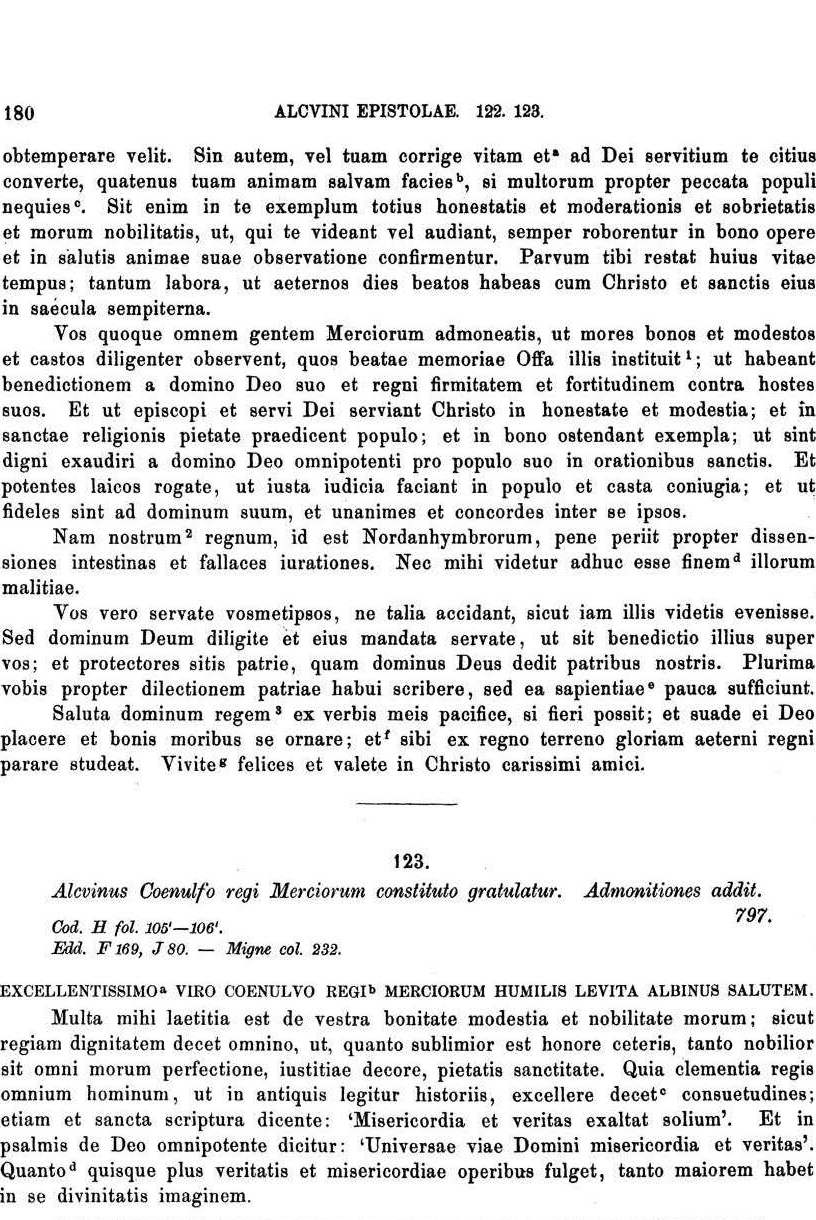 180 ALCVINI EPISTOLAE. 122. 123.
obtemperare velit. Sin autem, vel tuam corrige vitam et ᵃ ad Dei servitium te citius
converte, quatenus tuam animam salvam facies ᵇ, si multorum propter peccata populi
nequies ᶜ. Sit enim in te exemplum totius honestatis et moderationis et sobrietatis
et morum nobilitatis, ut, qui te videant vel audiant, semper roborentur in bono opere
et in salutis animae suae observatione confirmentur. Parvum tibi restat huius vitae
tempus; tantum labora, ut aeternos dies beatos habeas cum Christo et sanctis eius
in saecula sempiterna.
Vos quoque omnem gentem Merciorum admoneatis, ut mores bonos et modestos
et castos diligenter observent, quos beatae memoriae Offa illis instituit ¹; ut habeant
benedictionem a domino Deo suo et regni firmitatem et fortitudinem contra hostes
suos. Et ut episcopi et servi Dei serviant Christo in honestate et modestia; et in
sanctae religionis pietate praedicent populo; et in bono ostendant exempla; ut sint
digni exaudiri a domino Deo omnipotenti pro populo suo in orationibus sanctis. Et
potentes laicos rogate, ut iusta iudicia faciant in populo et casta coniugia; et ut
fideles sint ad dominum suum, et unanimes et concordes inter se ipsos.
Nam nostrum ² regnum, id est Nordanhymbrorum, pene periit propter dissen-
siones intestinas et fallaces iurationes. Nec mihi videtur adhuc esse finem ᵈ illorum
malitiae.
Vos vero servate vosmetipsos, ne talia accidant, sicut iam illis videtis evenisse.
Sed dominum Deum diligite et eius mandata servate, ut sit benedictio illius super
vos; et protectores sitis patrie, quam dominus Deus dedit patribus nostris. Plurima
vobis propter dilectionem patriae habui scribere, sed ea sapientiae ᵉ pauca sufficiunt.
Saluta dominum regem ³ ex verbis meis pacifice, si fieri possit; et suade ei Deo
placere et bonis moribus se ornare; et ᶠ sibi ex regno terreno gloriam aeterni regni
parare studeat. Vivite ᵍ felices et valete in Christo carissimi amici.
123.
Alcvinus Coenulfo regi Merciorum constituto gratulatur. Admonitiones addit.
797.
Cod. H fol. 105'—106'.
Edd. F 169, J 80. — Migne col. 232.
EXCELLENTISSIMO ᵃ VIRO COENULVO REGI ᵇ MERCIORUM HUMILIS LEVITA ALBINUS SALUTEM.
Multa mihi laetitia est de vestra bonitate modestia et nobilitate morum; sicut
regiam dignitatem decet omnino, ut, quanto sublimior est honore ceteris, tanto nobilior
sit omni morum perfectione, iustitiae decore, pietatis sanctitate. Quia clementia regis
omnium hominum, ut in antiquis legitur historiis, excellere decet ᶜ consuetudines;
etiam et sancta scriptura dicente: ‘Misericordia et veritas exaltat solium’. Et in
psalmis de Deo omnipotente dicitur: ‘Universae viae Domini misericordia et veritas’.
Quanto ᵈ quisque plus veritatis et misericordiae operibus fulget, tanto maiorem habet
in se divinitatis imaginem.